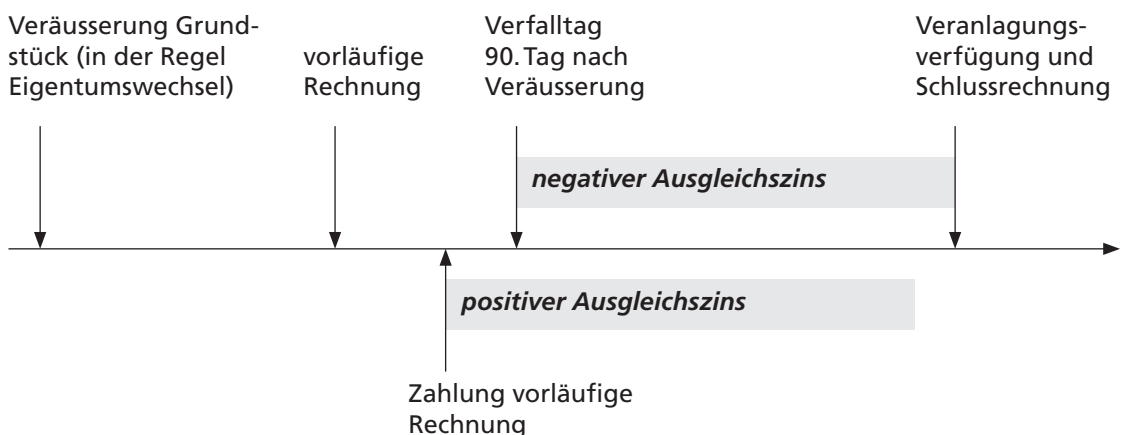 Veräusserung Grund-
stück (in der Regel
Eigentumswechsel)
vorläufige
Rechnung
Verfalltag
90. Tag nach
Veräusserung
Veranlagungs-
verfügung und
Schlussrechnung
negativer Ausgleichszins
positiver Ausgleichzins
Zahlung vorläufige
Rechnung